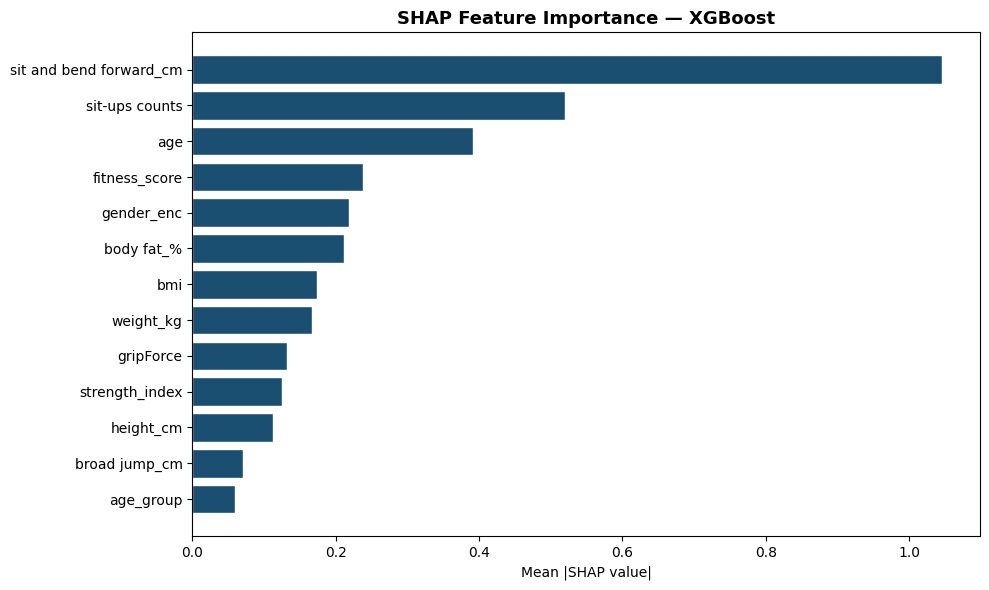 SHAP Feature Importance — XGBoost
sit and bend forward_cm
sit-ups counts
age
fitness_score
gender_enc
body fat_%
bmi
weight_kg
gripForce
strength_index
height_cm
broad jump_cm
age_group
0.0 0.2 0.4 0.6 0.8 1.0
Mean |SHAP value|